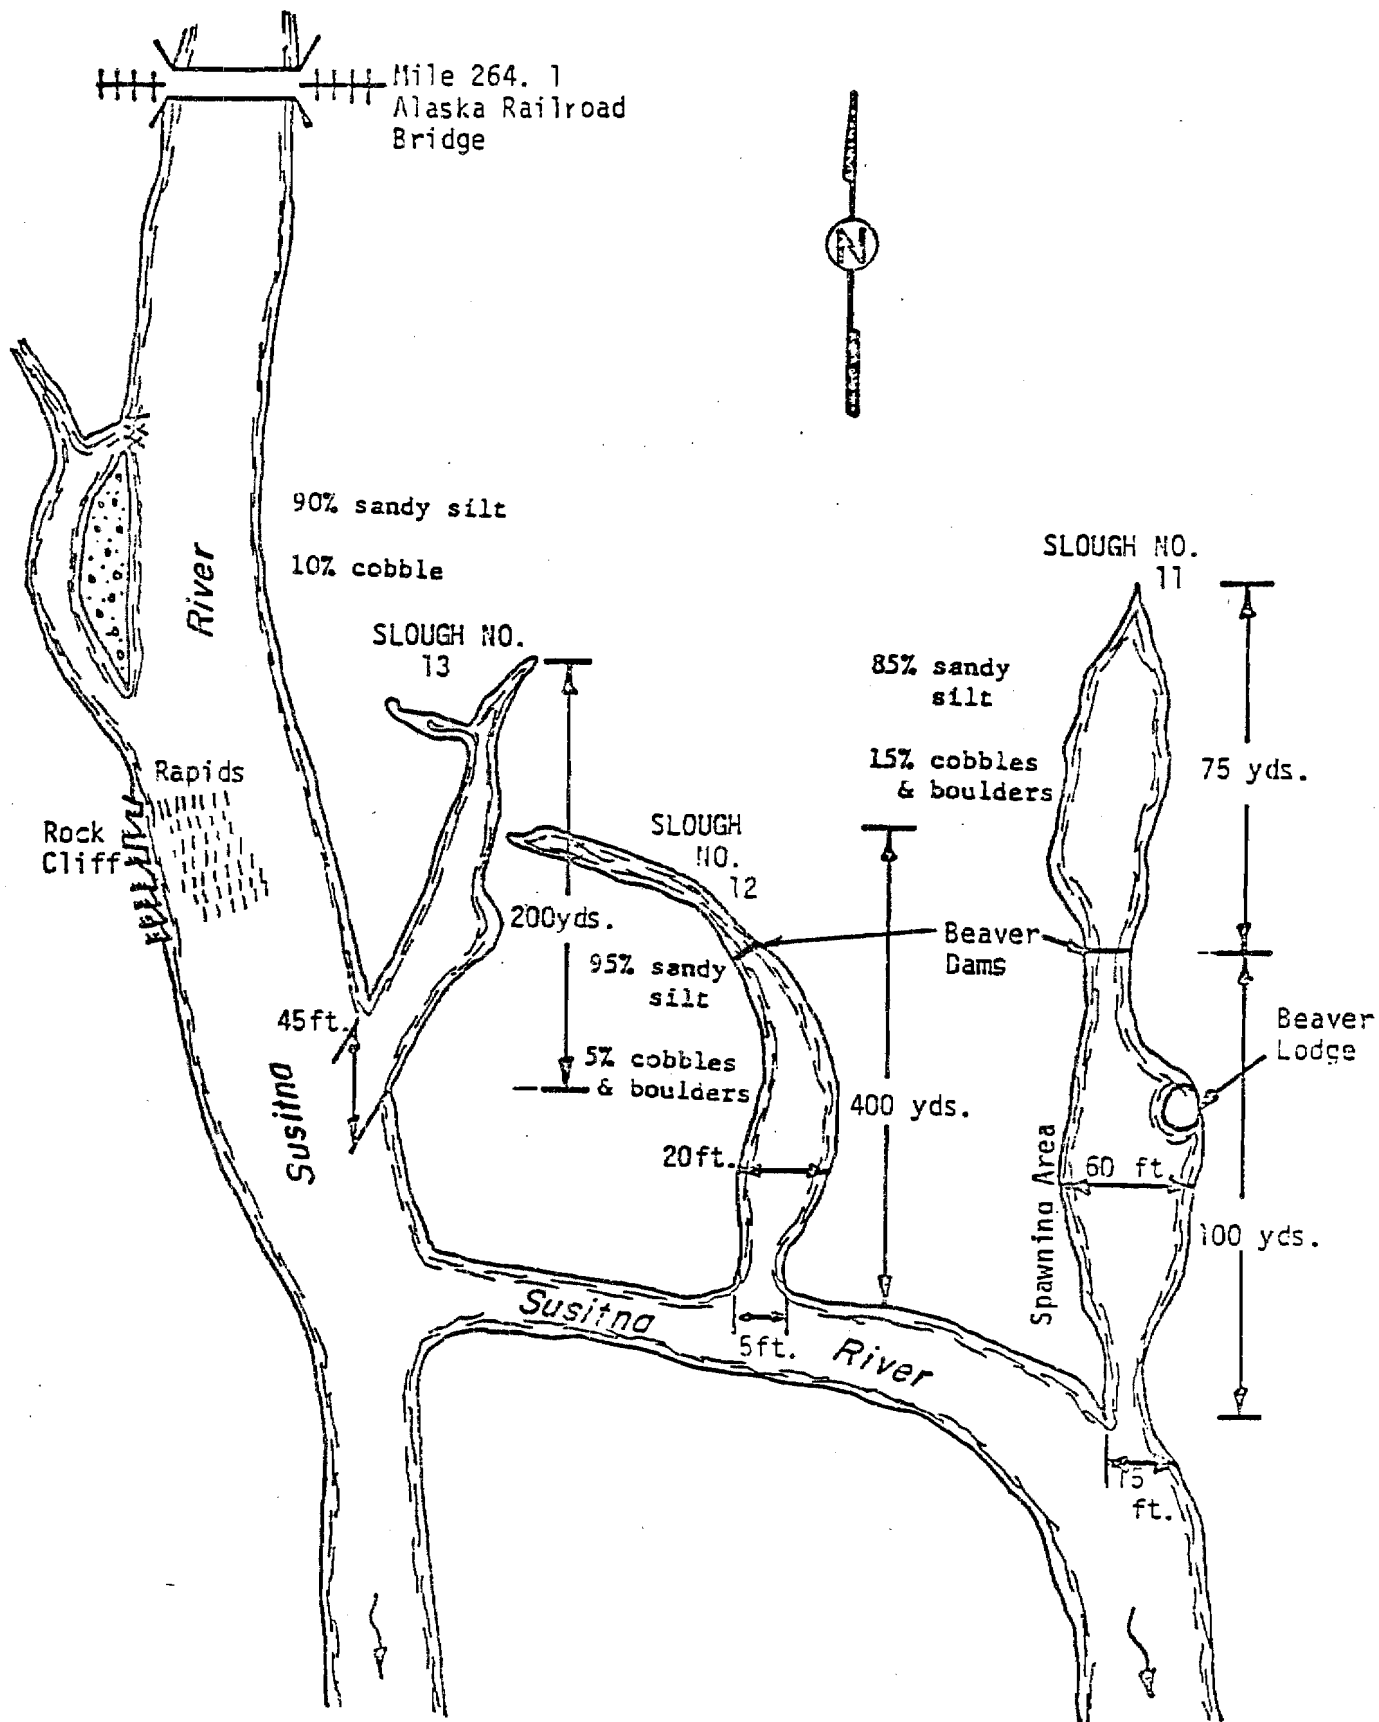 Mile 264. 1
Alaska Railroad
Bridge
N
90% sandy silt
10% cobble
River
SLOUGH NO.
13
SLOUGH NO.
11
85% sandy
silt
15% cobbles
& boulders
75 yds.
Rapids
Rock
Cliff
SLOUGH
NO.
12
200yds.
Beaver
Dams
95% sandy
silt
45ft.
5% cobbles
& boulders
Beaver
Lodge
400 yds.
Susitna
20ft.
Spawning Area
60 ft
100 yds.
Susitna
River
5ft.
15
ft.